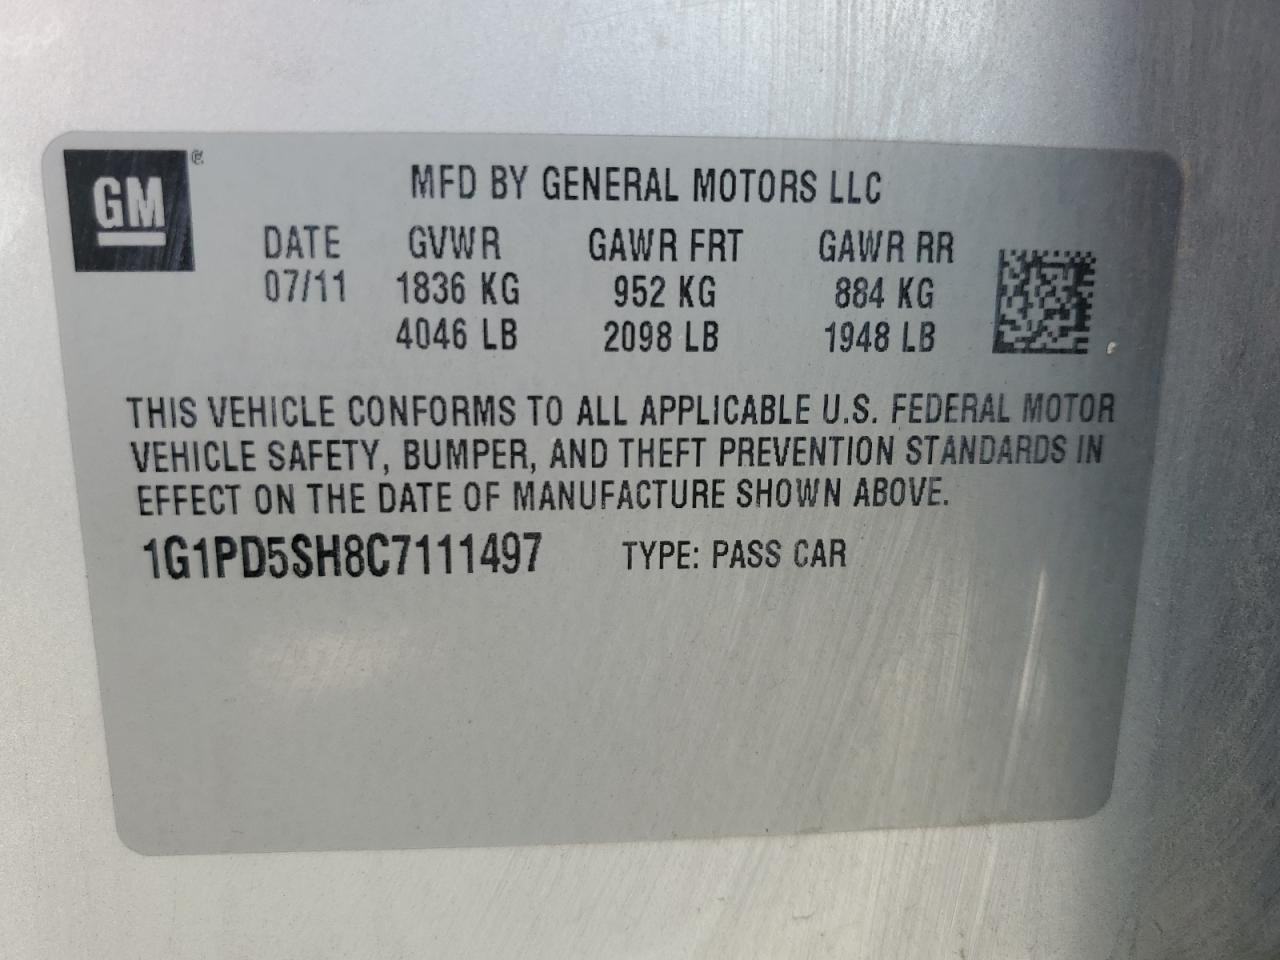 GM ®
MFD BY GENERAL MOTORS LLC
DATE GVWR GAWR FRT GAWR RR
07/11 1836 KG 952 KG 884 KG
4046 LB 2098 LB 1948 LB
THIS VEHICLE CONFORMS TO ALL APPLICABLE U.S. FEDERAL MOTOR
VEHICLE SAFETY, BUMPER, AND THEFT PREVENTION STANDARDS IN
EFFECT ON THE DATE OF MANUFACTURE SHOWN ABOVE.
1G1PD5SH8C7111497 TYPE: PASS CAR